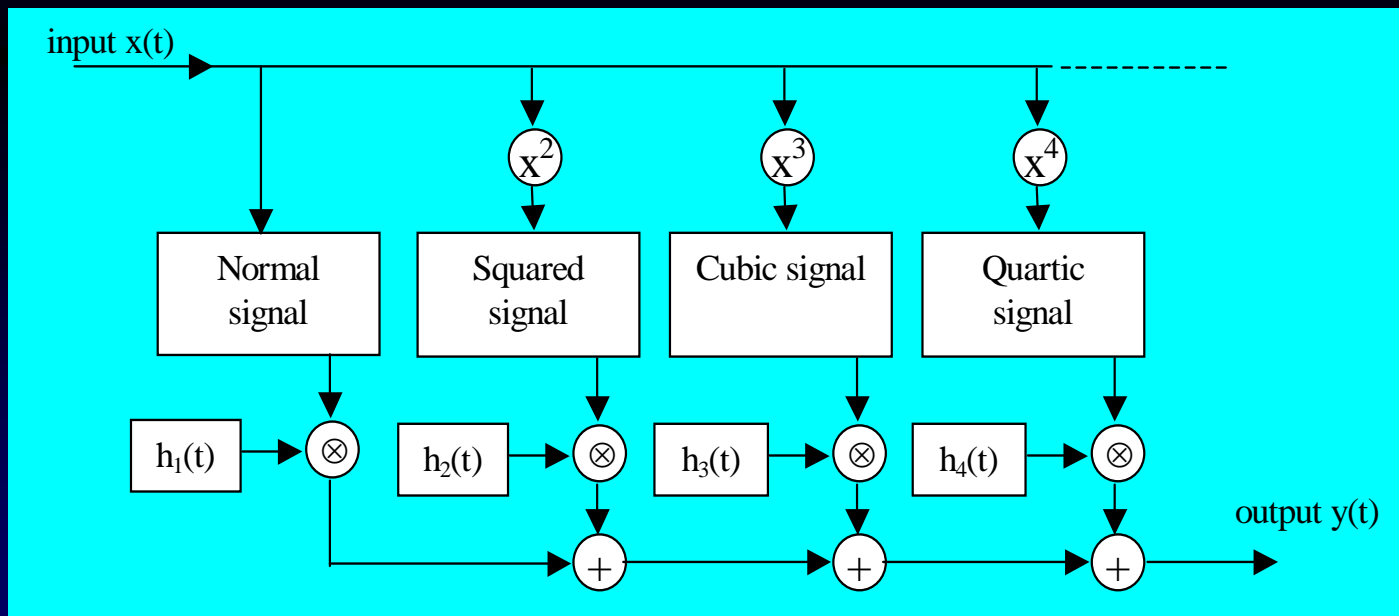 input x(t)
x²
x³
x⁴
Normal
signal
Squared
signal
Cubic signal
Quartic
signal
h₁(t)
⊗
h₂(t)
⊗
h₃(t)
⊗
h₄(t)
⊗
output y(t)
+
+
+